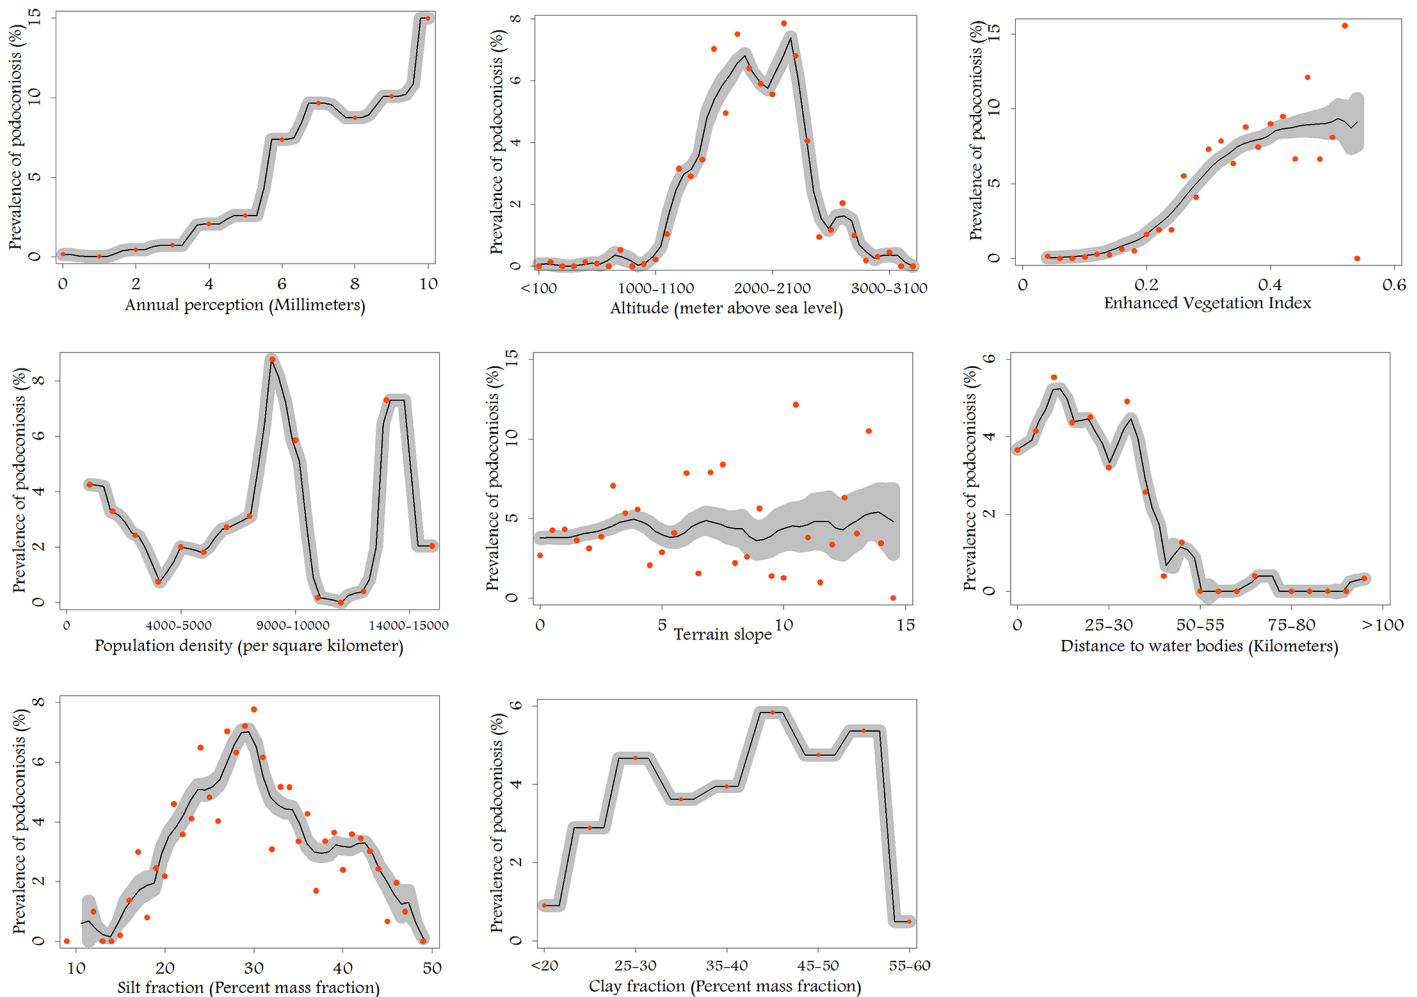 Prevalence of podoconiosis (%)
0 5 10 15
0 2 4 6 8 10
Annual perception (Millimeters)
Prevalence of podoconiosis (%)
0 2 4 6 8
<100 1000-1100 2000-2100 3000-3100
Altitude (meter above sea level)
Prevalence of podoconiosis (%)
0 5 10 15
0 0.2 0.4 0.6
Enhanced Vegetation Index
Prevalence of podoconiosis (%)
0 2 4 6 8
0 4000-5000 9000-10000 14000-15000
Population density (per square kilometer)
Prevalence of podoconiosis (%)
0 5 10 15
0 5 10 15
Terrain slope
Prevalence of podoconiosis (%)
0 2 4 6
0 25-30 50-55 75-80 >100
Distance to water bodies (Kilometers)
Prevalence of podoconiosis (%)
0 2 4 6 8
10 20 30 40 50
Silt fraction (Percent mass fraction)
Prevalence of podoconiosis (%)
0 2 4 6
<20 25-30 35-40 45-50 55-60
Clay fraction (Percent mass fraction)